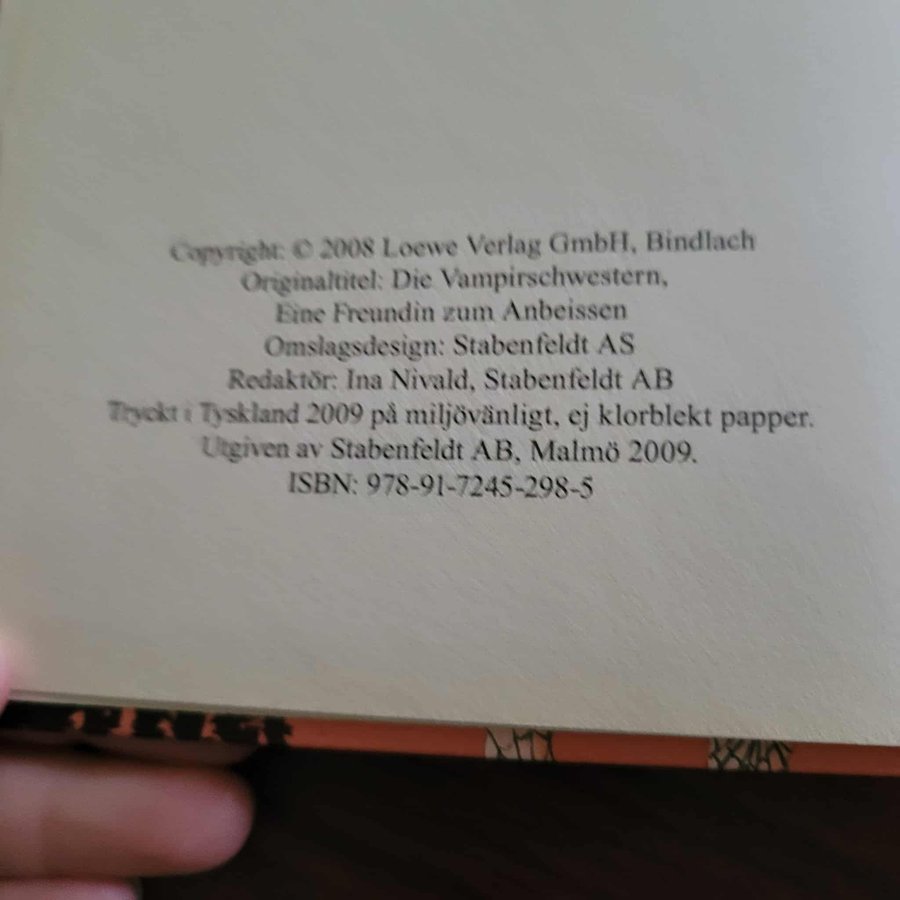 Copyright: © 2008 Loewe Verlag GmbH, Bindlach
Originaltitel: Die Vampirschwestern,
Eine Freundin zum Anbeissen
Omslagsdesign: Stabenfeldt AS
Redaktör: Ina Nivald, Stabenfeldt AB
Tryckt i Tyskland 2009 på miljövänligt, ej klorblekt papper.
Utgiven av Stabenfeldt AB, Malmö 2009.
ISBN: 978-91-7245-298-5